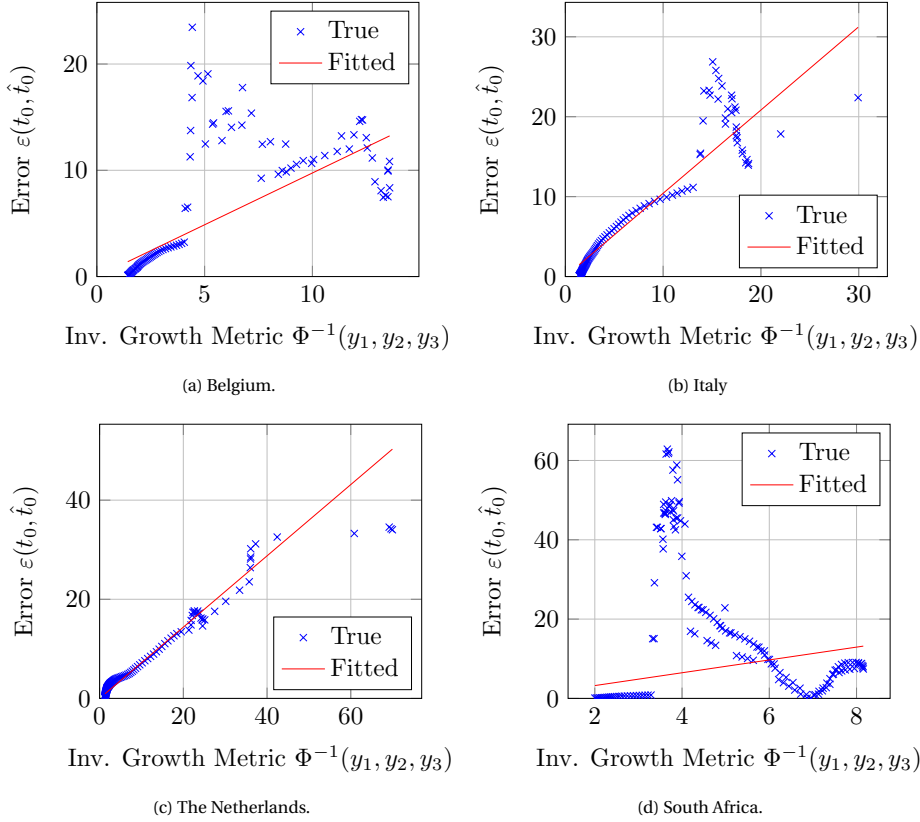 20
10
0
0
5
10
Error ε(t₀, t̂₀)
True
Fitted
Inv. Growth Metric Φ⁻¹(y₁, y₂, y₃)
(a) Belgium.
30
20
10
0
0
10
20
30
Error ε(t₀, t̂₀)
True
Fitted
Inv. Growth Metric Φ⁻¹(y₁, y₂, y₃)
(b) Italy
40
20
0
0
20
40
60
Error ε(t₀, t̂₀)
True
Fitted
Inv. Growth Metric Φ⁻¹(y₁, y₂, y₃)
(c) The Netherlands.
60
40
20
0
2
4
6
8
Error ε(t₀, t̂₀)
True
Fitted
Inv. Growth Metric Φ⁻¹(y₁, y₂, y₃)
(d) South Africa.